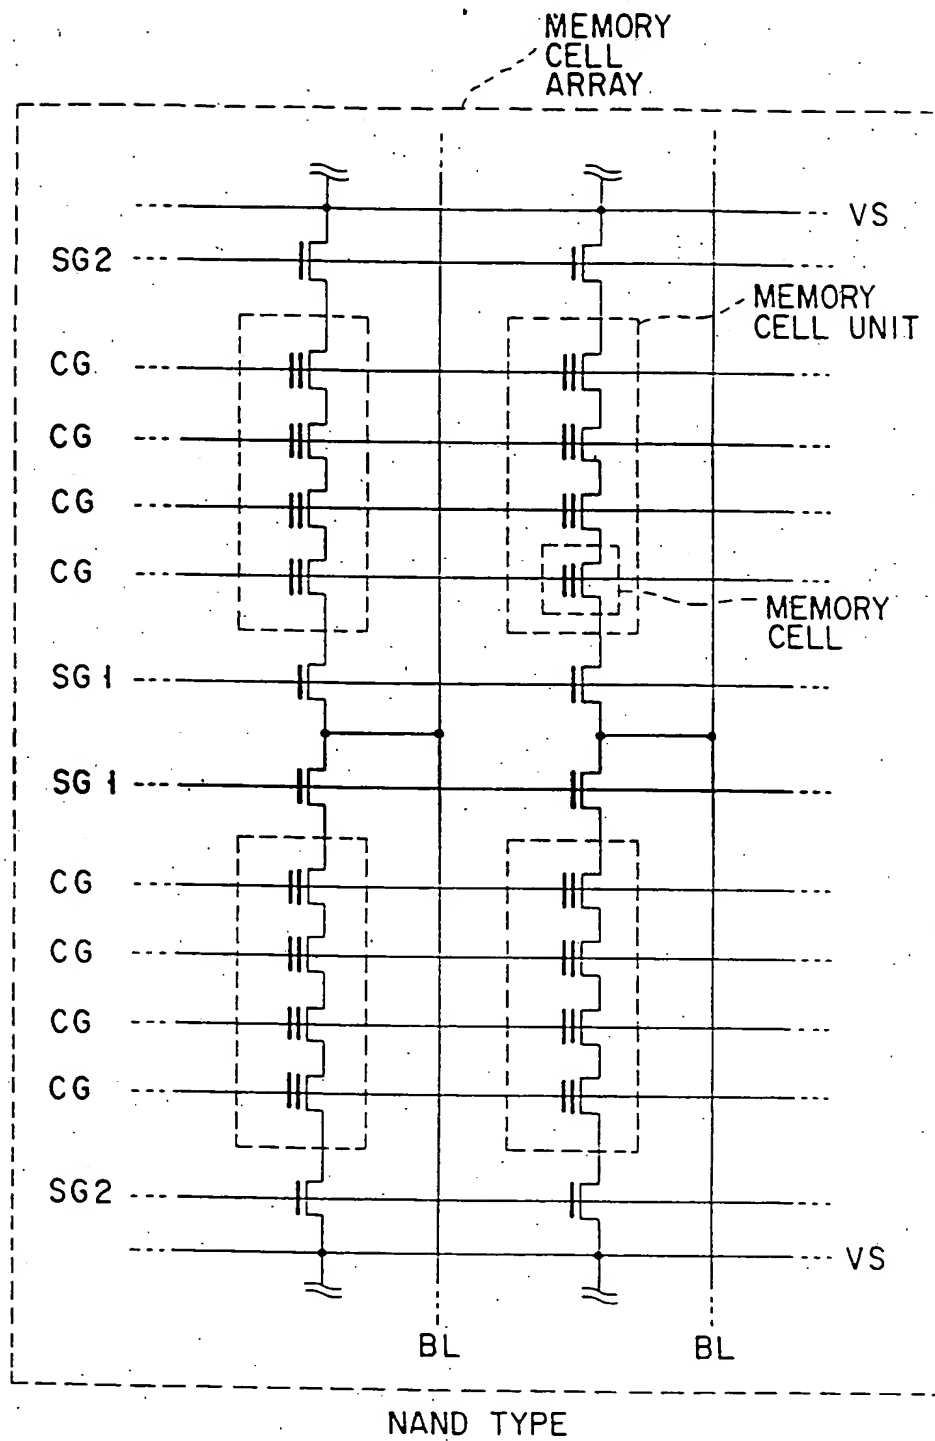 MEMORY
CELL
ARRAY
VS
SG2
MEMORY
CELL UNIT
CG
CG
CG
CG
MEMORY
CELL
SG1
SG1
CG
CG
CG
CG
SG2
VS
BL
BL
NAND TYPE